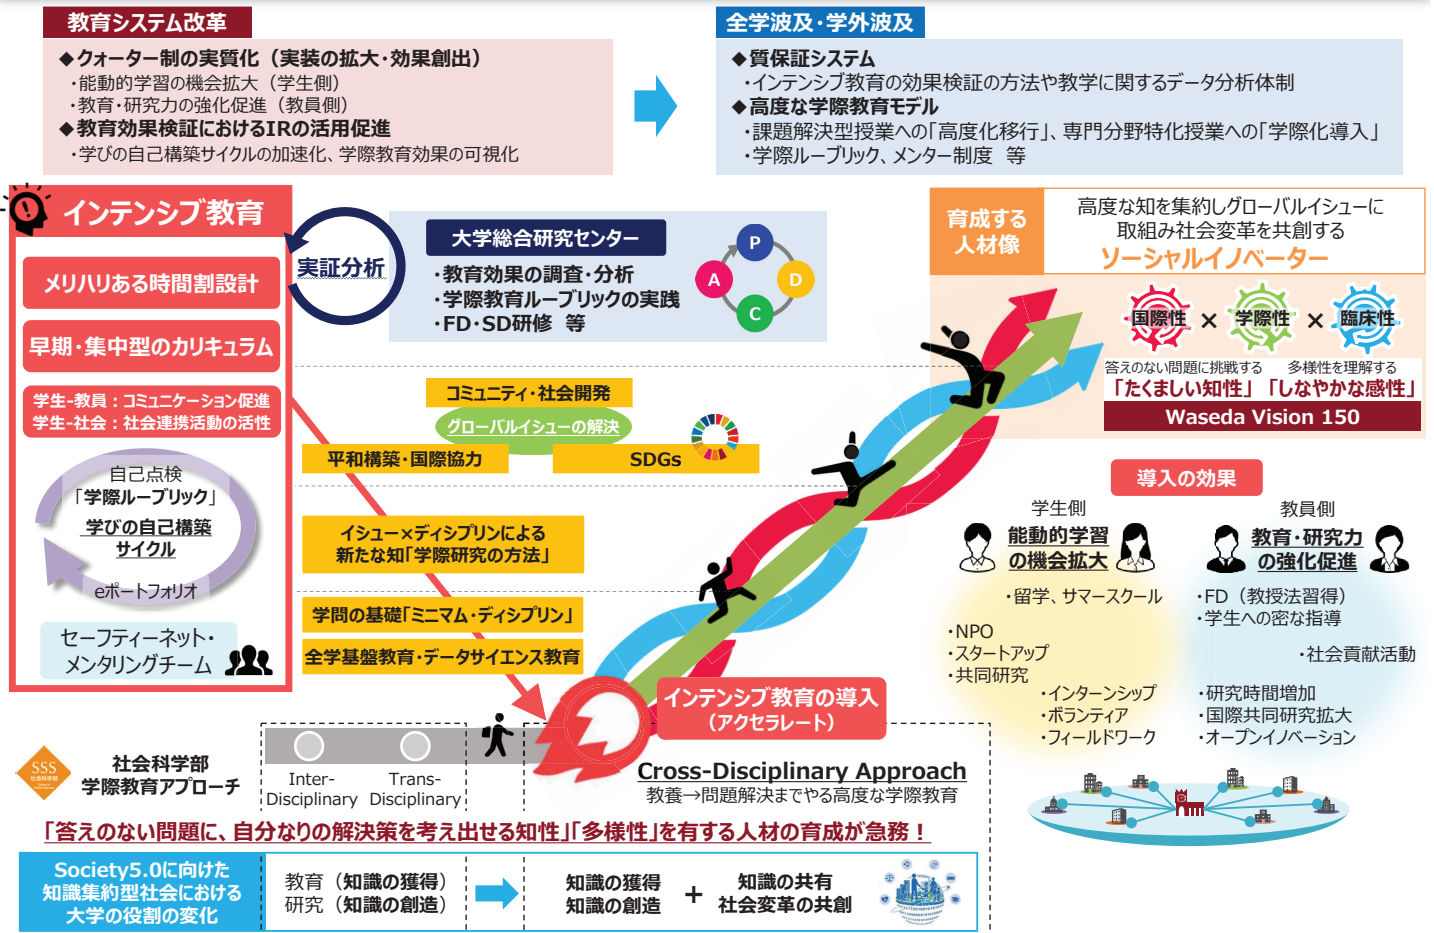 教育システム改革
◆クォーター制の実質化（実装の拡大・効果創出）
・能動的学習の機会拡大（学生側）
・教育・研究力の強化促進（教員側）
◆教育効果検証におけるIRの活用促進
・学びの自己構築サイクルの加速化、学際教育効果の可視化
全学波及・学外波及
◆質保証システム
・インテンシブ教育の効果検証の方法や教学に関するデータ分析体制
◆高度な学際教育モデル
・課題解決型授業への「高度化移行」、専門分野特化授業への「学際化導入」
・学際ルーブリック、メンター制度 等
インテンシブ教育
メリハリある時間割設計
早期・集中型のカリキュラム
学生-教員：コミュニケーション促進
学生-社会：社会連携活動の活性
自己点検
「学際ルーブリック」
学びの自己構築
サイクル
eポートフォリオ
セーフティーネット・
メンタリングチーム
実証分析
大学総合研究センター
・教育効果の調査・分析
・学際教育ルーブリックの実践
・FD・SD研修 等
P
A
D
C
コミュニティ・社会開発
グローバルイシューの解決
平和構築・国際協力
SDGs
イシュー×ディシプリンによる
新たな知「学際研究の方法」
学問の基礎「ミニマム・ディシプリン」
全学基盤教育・データサイエンス教育
育成する
人材像
高度な知を集約しグローバルイシューに
取組み社会変革を共創する
ソーシャルイノベーター
国際性 × 学際性 × 臨床性
答えのない問題に挑戦する
「たくましい知性」
多様性を理解する
「しなやかな感性」
Waseda Vision 150
導入の効果
学生側
能動的学習
の機会拡大
・留学、サマースクール
・NPO
・スタートアップ
・共同研究
・インターンシップ
・ボランティア
・フィールドワーク
教員側
教育・研究力
の強化促進
・FD（教授法習得）
・学生への密な指導
・社会貢献活動
・研究時間増加
・国際共同研究拡大
・オープンイノベーション
インテンシブ教育の導入
（アクセラレート）
SSS
社会科学部
社会科学部
学際教育アプローチ
Inter-
Disciplinary
Trans-
Disciplinary
Cross-Disciplinary Approach
教養→問題解決までやる高度な学際教育
「答えのない問題に、自分なりの解決策を考え出せる知性」「多様性」を有する人材の育成が急務！
Society5.0に向けた
知識集約型社会における
大学の役割の変化
教育（知識の獲得）
研究（知識の創造）
知識の獲得
知識の創造
+
知識の共有
社会変革の共創